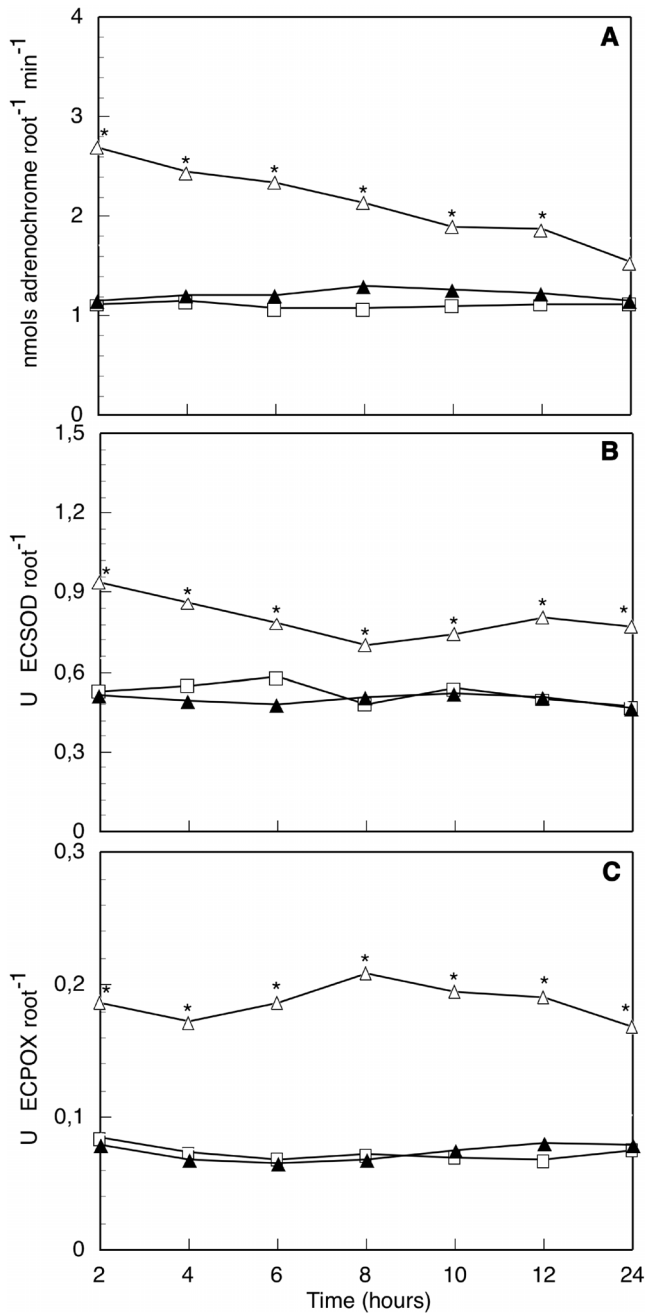 A
nmols adrenochrome root⁻¹ min⁻¹
4
3
2
1
0
* * * * * *
B
U ECSOD root⁻¹
1,5
1,2
0,9
0,6
0,3
0
* * * * * * *
C
U ECPOX root⁻¹
0,3
0,2
0,1
0
* * * * * * *
2 4 6 8 10 12 24
Time (hours)